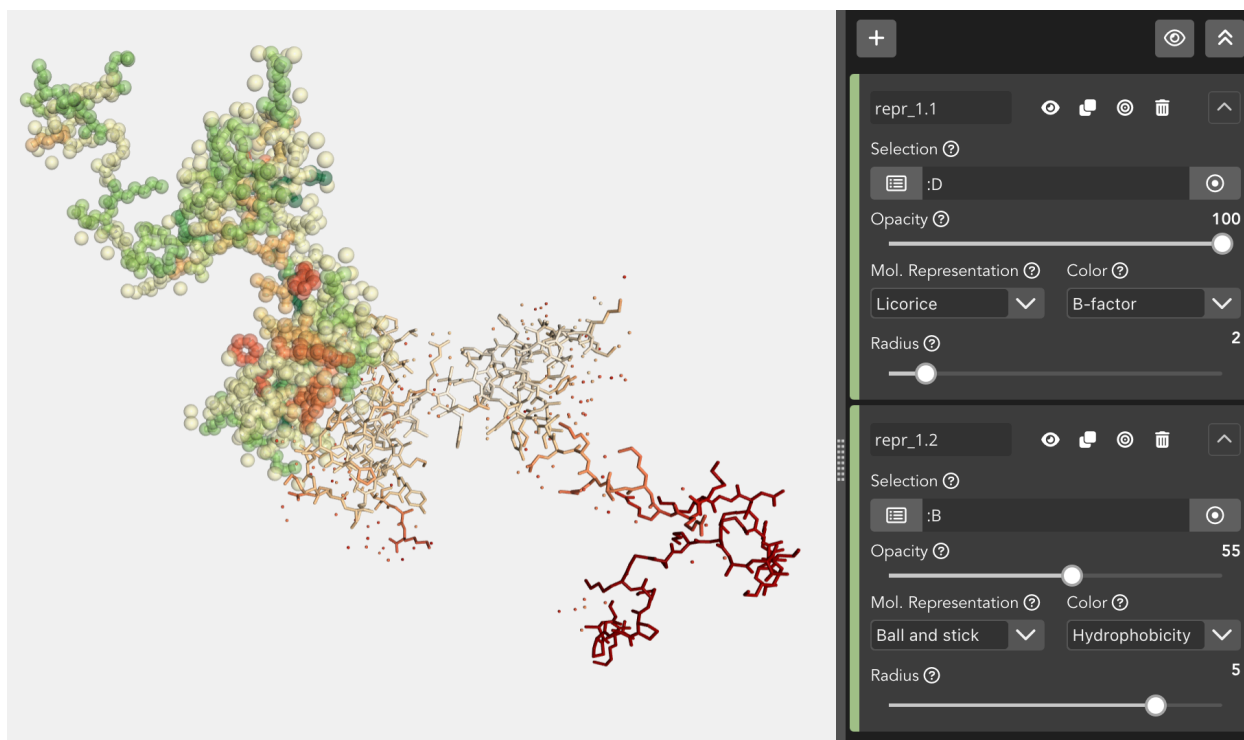 repr_1.1
Selection
:D
Opacity 100
Mol. Representation Color
Licorice B-factor
Radius 2
repr_1.2
Selection
:B
Opacity 55
Mol. Representation Color
Ball and stick Hydrophobicity
Radius 5